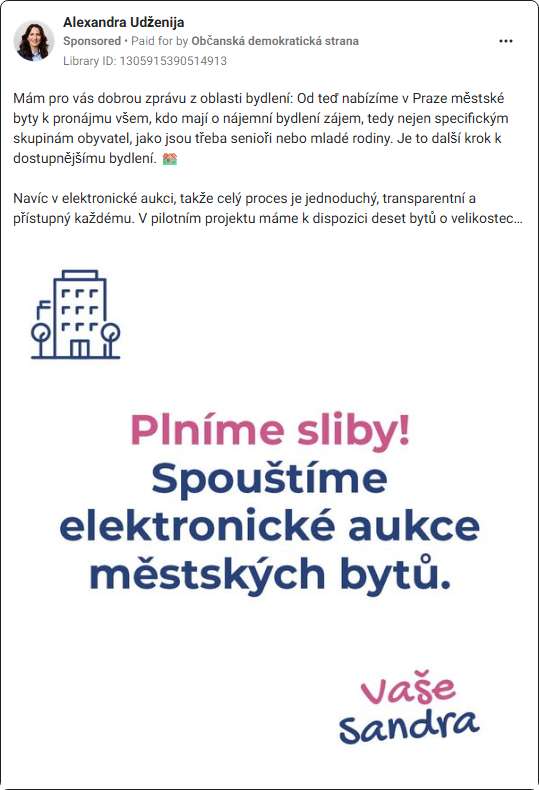 Alexandra Udženija
Sponsored • Paid for by Občanská demokratická strana
Library ID: 1305915390514913
Mám pro vás dobrou zprávu z oblasti bydlení: Od teď nabízíme v Praze městské
byty k pronájmu všem, kdo mají o nájemní bydlení zájem, tedy nejen specifickým
skupinám obyvatel, jako jsou třeba senioři nebo mladé rodiny. Je to další krok k
dostupnějšímu bydlení. 🏘️
Navíc v elektronické aukci, takže celý proces je jednoduchý, transparentní a
přístupný každému. V pilotním projektu máme k dispozici deset bytů o velikostec…
Plníme sliby!
Spouštíme
elektronické aukce
městských bytů.
vaše
sandra